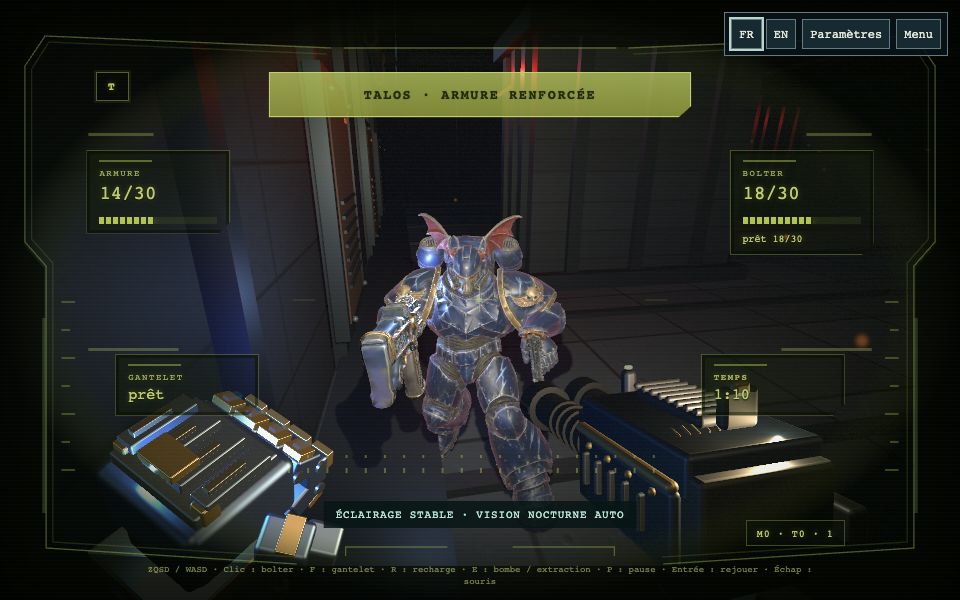 FR EN Paramètres Menu
T
TALOS · ARMURE RENFORCÉE
ARMURE
14/30
BOLTER
18/30
prêt 18/30
GANTELET
prêt
TEMPS
1:10
ÉCLAIRAGE STABLE · VISION NOCTURNE AUTO
M0 · T0 · 1
ZQSD / WASD · Clic : bolter · F : gantelet · R : recharge · E : bombe / extraction · P : pause · Entrée : rejouer · Échap :
souris